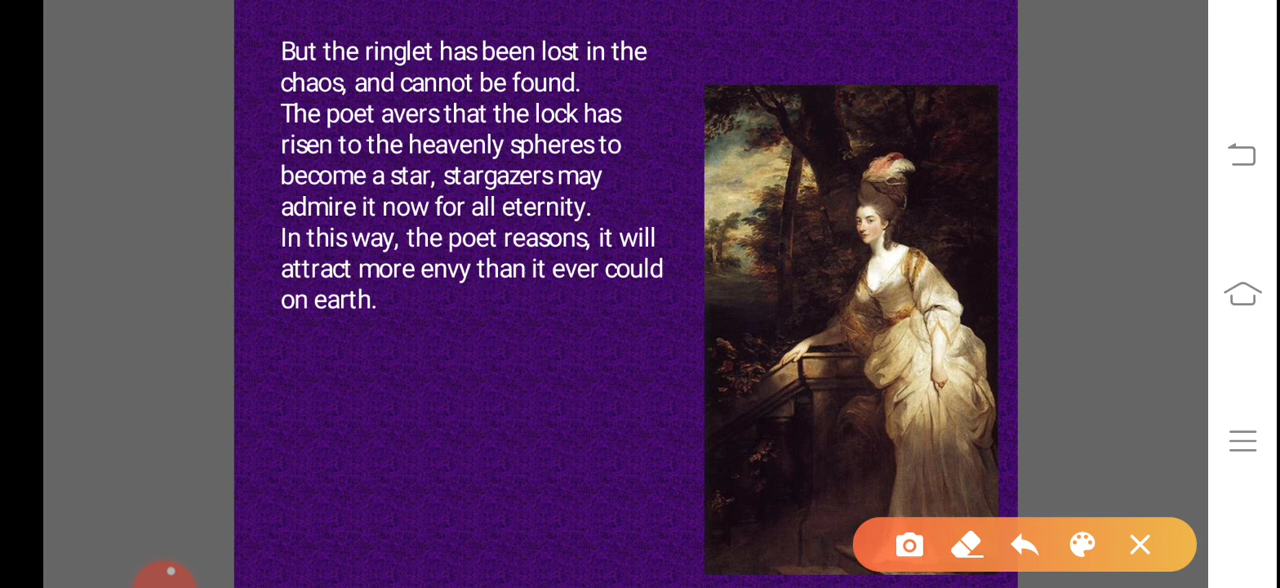 But the ringlet has been lost in the
chaos, and cannot be found.
The poet avers that the lock has
risen to the heavenly spheres to
become a star, stargazers may
admire it now for all eternity.
In this way, the poet reasons, it will
attract more envy than it ever could
on earth.